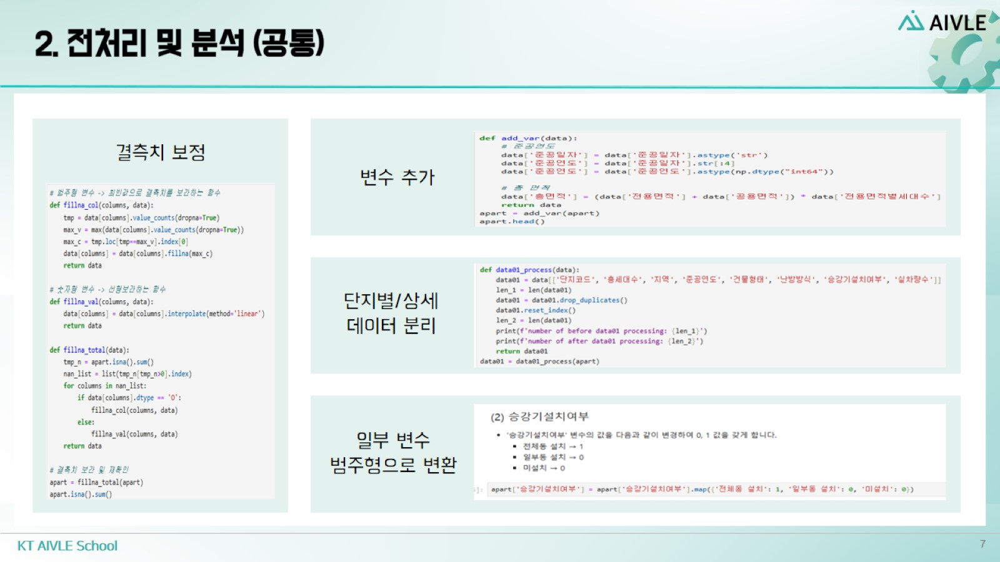 2. 전처리 및 분석 (공통)
AIVLE
결측치 보정
# 범주형 변수 -> 최빈값으로 결측치를 보간하는 함수
def fillna_col(columns, data):
tmp = data[columns].value_counts(dropna=True)
max_v = max(data[columns].value_counts(dropna=True))
max_c = tmp.loc[tmp==max_v].index[0]
data[columns] = data[columns].fillna(max_c)
return data
# 숫자형 변수 -> 선형보간하는 함수
def fillna_val(columns, data):
data[columns] = data[columns].interpolate(method='linear')
return data
def fillna_total(data):
tmp_n = apart.isna().sum()
nan_list = list(tmp_n[tmp_n>0].index)
for columns in nan_list:
if data[columns].dtype == 'O':
fillna_col(columns, data)
else:
fillna_val(columns, data)
return data
# 결측치 보간 및 재확인
apart = fillna_total(apart)
apart.isna().sum()
변수 추가
def add_var(data):
# 준공연도
data['준공일자'] = data['준공일자'].astype('str')
data['준공연도'] = data['준공일자'].str[:4]
data['준공연도'] = data['준공연도'].astype(np.dtype("int64"))
# 총 면적
data['총면적'] = (data['전용면적'] + data['공용면적']) * data['전용면적별세대수']
return data
apart = add_var(apart)
apart.head()
단지별/상세
데이터 분리
def data01_process(data):
data01 = data[['단지코드', '총세대수', '지역', '준공연도', '건물형태', '난방방식', '승강기설치여부', '실차량수']]
len_1 = len(data01)
data01 = data01.drop_duplicates()
data01.reset_index()
len_2 = len(data01)
print(f'number of before data01 processing: {len_1}')
print(f'number of after data01 processing: {len_2}')
return data01
data01 = data01_process(apart)
일부 변수
범주형으로 변환
(2) 승강기설치여부
• '승강기설치여부' 변수의 값을 다음과 같이 변경하여 0, 1 값을 갖게 합니다.
▪ 전체동 설치 → 1
▪ 일부동 설치 → 0
▪ 미설치 → 0
]: apart['승강기설치여부'] = apart['승강기설치여부'].map({'전체동 설치': 1, '일부동 설치': 0, '미설치': 0})
KT AIVLE School
7